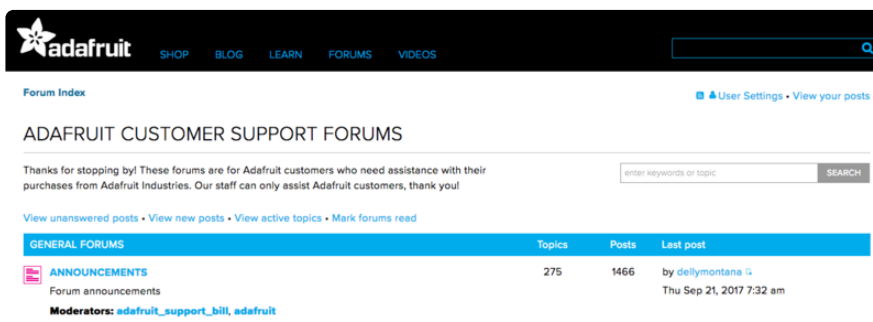 adafruit SHOP BLOG LEARN FORUMS VIDEOS
Forum Index
User Settings • View your posts
ADAFRUIT CUSTOMER SUPPORT FORUMS
Thanks for stopping by! These forums are for Adafruit customers who need assistance with their
purchases from Adafruit Industries. Our staff can only assist Adafruit customers, thank you!
enter keywords or topic SEARCH
View unanswered posts • View new posts • View active topics • Mark forums read
GENERAL FORUMS Topics Posts Last post
ANNOUNCEMENTS 275 1466 by dellymontana
Forum announcements Thu Sep 21, 2017 7:32 am
Moderators: adafruit_support_bill, adafruit